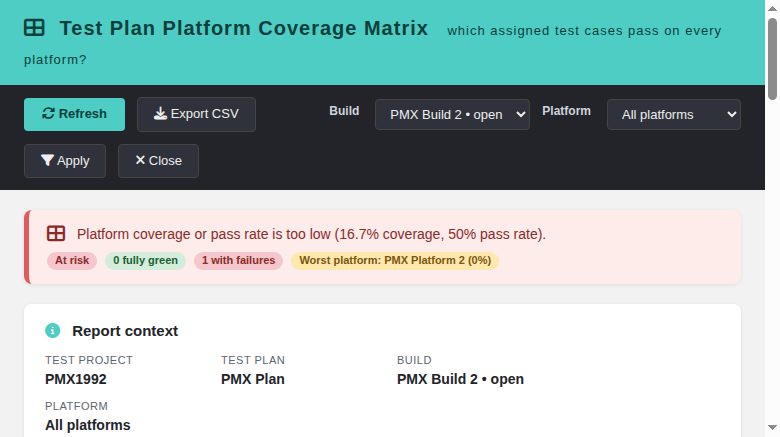 Test Plan Platform Coverage Matrix which assigned test cases pass on every
platform?
Refresh Export CSV Build PMX Build 2 • open Platform All platforms
Apply Close
Platform coverage or pass rate is too low (16.7% coverage, 50% pass rate).
At risk 0 fully green 1 with failures Worst platform: PMX Platform 2 (0%)
Report context
TEST PROJECT TEST PLAN BUILD
PMX1992 PMX Plan PMX Build 2 • open
PLATFORM
All platforms